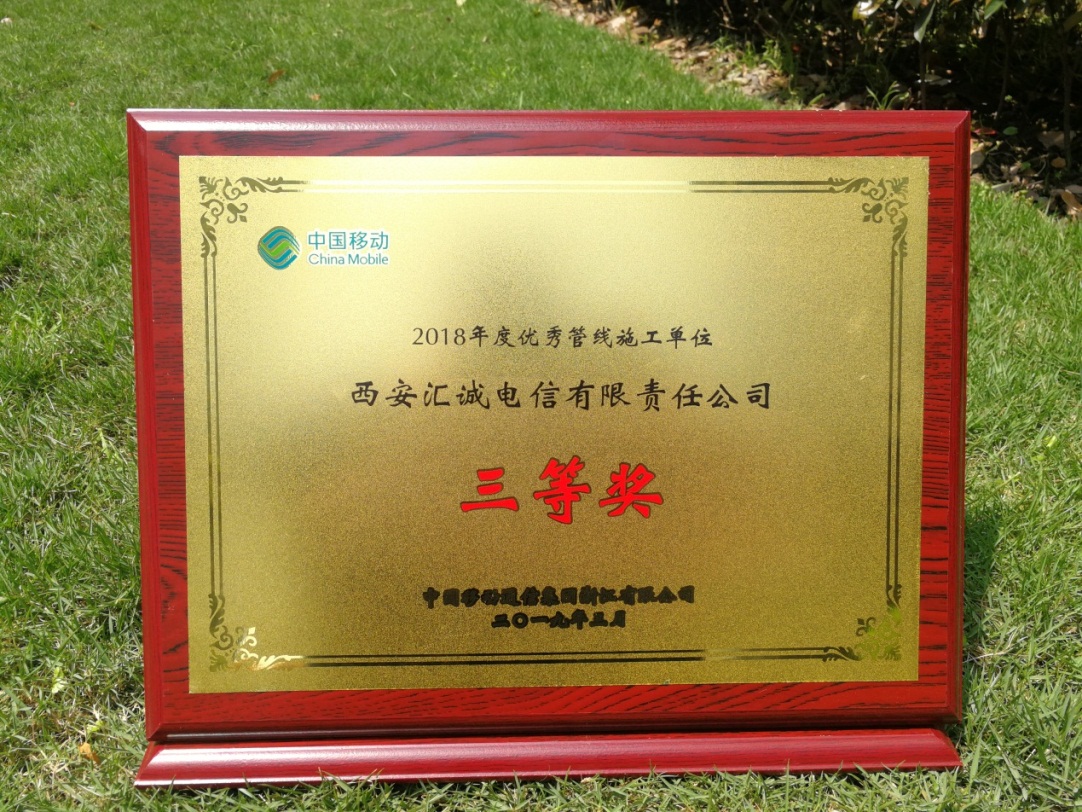 中国移动
China Mobile
2018年度优秀管线施工单位
西安汇诚电信有限责任公司
三等奖
中国移动通信集团浙江有限公司
二〇一九年三月